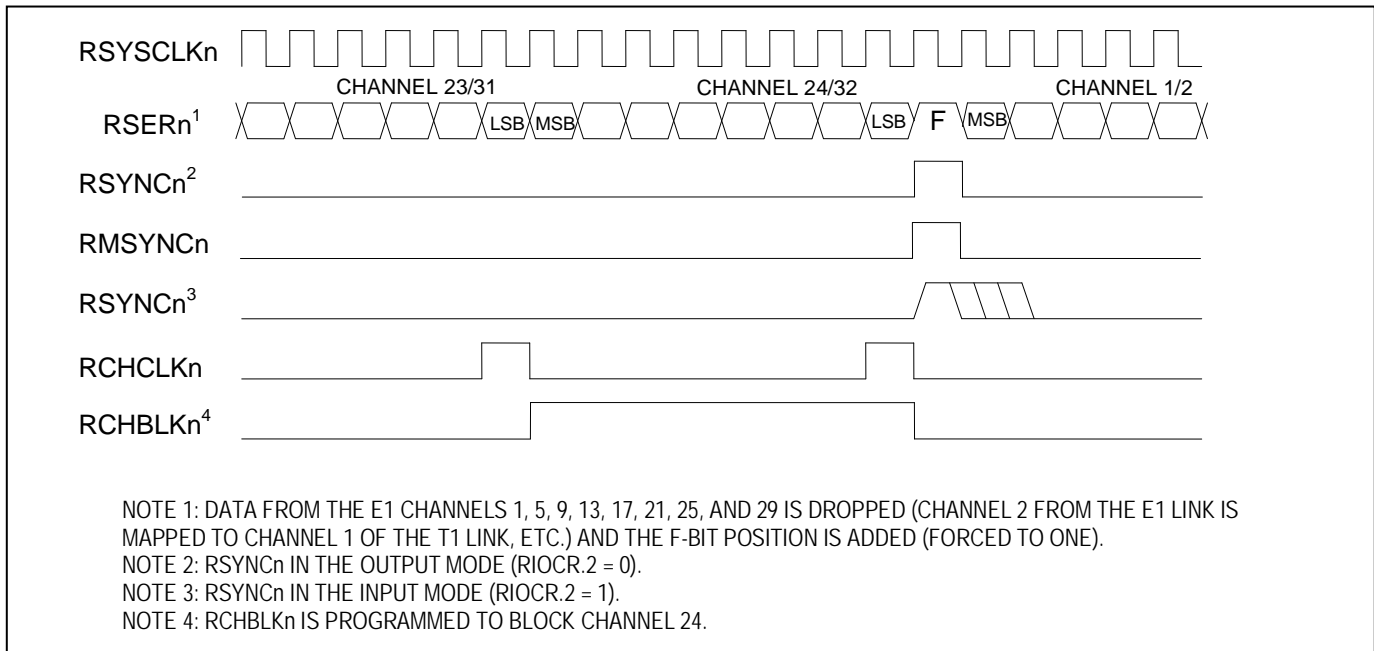 RSYSCLKn
CHANNEL 23/31 CHANNEL 24/32 CHANNEL 1/2
RSERn1 LSB MSB LSB F MSB
RSYNCn2
RMSYNCn
RSYNCn3
RCHCLKn
RCHBLKn4
NOTE 1: DATA FROM THE E1 CHANNELS 1, 5, 9, 13, 17, 21, 25, AND 29 IS DROPPED (CHANNEL 2 FROM THE E1 LINK IS
MAPPED TO CHANNEL 1 OF THE T1 LINK, ETC.) AND THE F-BIT POSITION IS ADDED (FORCED TO ONE).
NOTE 2: RSYNCn IN THE OUTPUT MODE (RIOCR.2 = 0).
NOTE 3: RSYNCn IN THE INPUT MODE (RIOCR.2 = 1).
NOTE 4: RCHBLKn IS PROGRAMMED TO BLOCK CHANNEL 24.